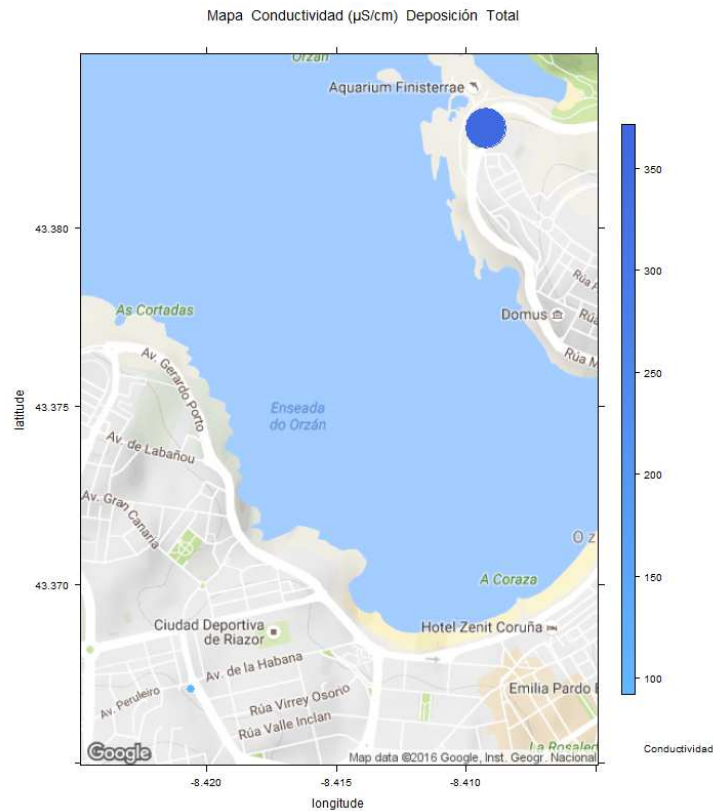 Mapa Conductividad (µS/cm) Deposición Total
Orzán
Aquarium Finisterrae
350
43.380
300
Domus
As Cortadas
Rúa M
Av. Gerardo Porto
250
43.375
latitude
Enseada
do Orzán
Av. de Labañou
200
Av. Gran Canaria
O z
150
43.370
A Coraza
Ciudad Deportiva
de Riazor
Hotel Zenit Coruña
Av. de la Habana
100
Av. Peruleiro
Rúa Virrey Osorio
Emilia Pardo B
Rúa Valle Inclan
La Rosaled
Conductividad
Google
Map data ©2016 Google, Inst. Geogr. Nacional
-8.420
-8.415
-8.410
longitude